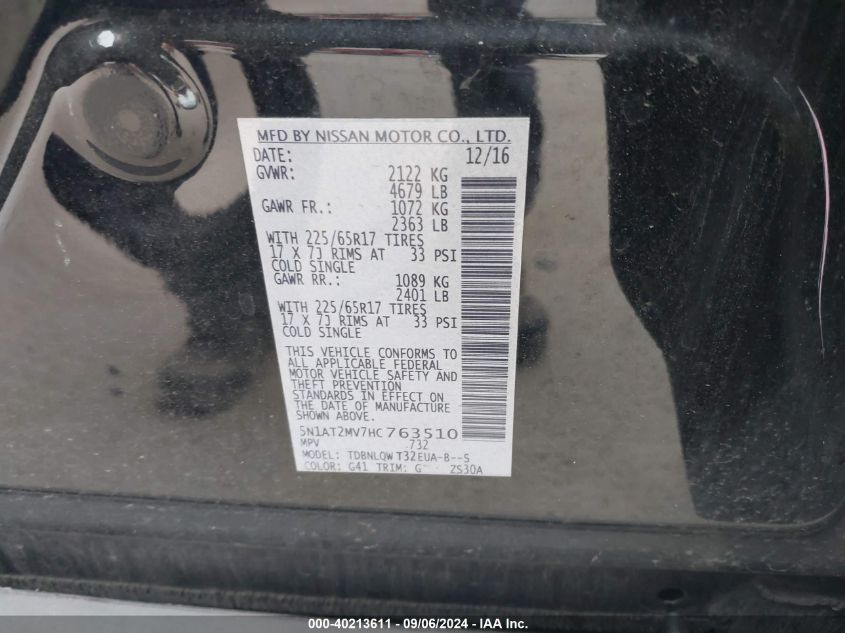 MFD BY NISSAN MOTOR CO., LTD.
DATE: 12/16
GVWR: 2122 KG
4679 LB
GAWR FR.: 1072 KG
2363 LB
WITH 225/65R17 TIRES
17 X 7J RIMS AT 33 PSI
COLD SINGLE
GAWR RR.: 1089 KG
2401 LB
WITH 225/65R17 TIRES
17 X 7J RIMS AT 33 PSI
COLD SINGLE
THIS VEHICLE CONFORMS TO
ALL APPLICABLE FEDERAL
MOTOR VEHICLE SAFETY AND
THEFT PREVENTION
STANDARDS IN EFFECT ON
THE DATE OF MANUFACTURE
SHOWN ABOVE.
5N1AT2MV7HC763510
MPV .732
MODEL: TDBNLQW T32EUA-B--S
COLOR: G41 TRIM: G ZS30A
000-40213611 - 09/06/2024 - IAA Inc.